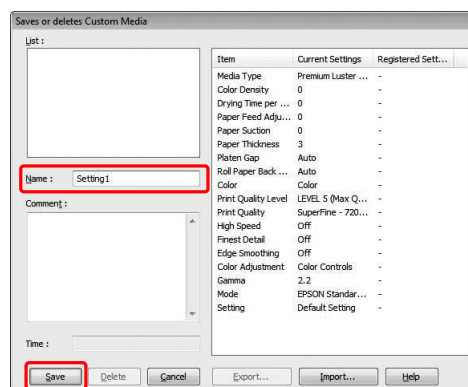 Saves or deletes Custom Media
List :
Item Current Settings Registered Sett...
Media Type Premium Luster ... -
Color Density 0 -
Drying Time per ... 0 -
Paper Feed Adju... 0 -
Paper Suction 0 -
Paper Thickness 3 -
Platen Gap Auto -
Roll Paper Back ... Auto -
Name : Setting1
Color Color -
Print Quality Level LEVEL 5 (Max Q... -
Comment :
Print Quality SuperFine - 720... -
High Speed Off -
Finest Detail Off -
Edge Smoothing Off -
Color Adjustment Color Controls -
Gamma 2.2 -
Mode EPSON Standar... -
Setting Default Setting -
Time :
Save Delete Cancel Export... Import... Help